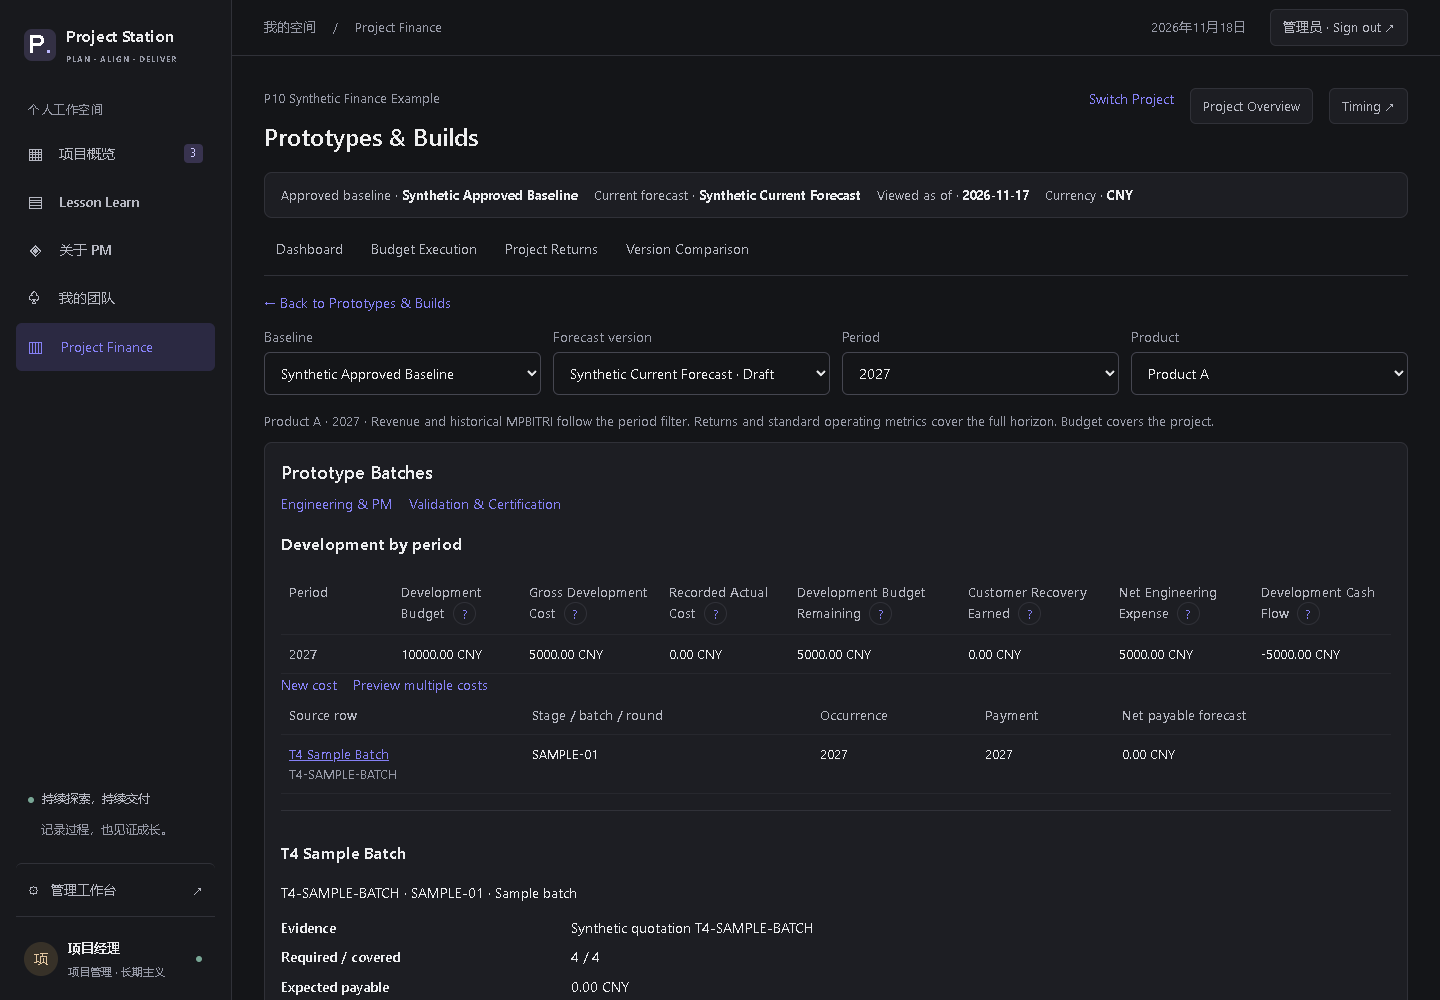 P.
Project Station
PLAN · ALIGN · DELIVER
个人工作空间
项目概览 3
Lesson Learn
关于 PM
我的团队
Project Finance
持续探索，持续交付
记录过程，也见证成长。
管理工作台 ↗
项
项目经理
项目管理 · 长期主义
我的空间 / Project Finance
2026年11月18日
管理员 · Sign out ↗
P10 Synthetic Finance Example
Prototypes & Builds
Switch Project
Project Overview
Timing ↗
Approved baseline · Synthetic Approved Baseline Current forecast · Synthetic Current Forecast Viewed as of · 2026-11-17 Currency · CNY
Dashboard Budget Execution Project Returns Version Comparison
← Back to Prototypes & Builds
Baseline Forecast version Period Product
Synthetic Approved Baseline Synthetic Current Forecast · Draft 2027 Product A
Product A · 2027 · Revenue and historical MPBITRI follow the period filter. Returns and standard operating metrics cover the full horizon. Budget covers the project.
Prototype Batches
Engineering & PM Validation & Certification
Development by period
Period Development Budget ? Gross Development Cost ? Recorded Actual Cost ? Development Budget Remaining ? Customer Recovery Earned ? Net Engineering Expense ? Development Cash Flow ?
2027 10000.00 CNY 5000.00 CNY 0.00 CNY 5000.00 CNY 0.00 CNY 5000.00 CNY -5000.00 CNY
New cost Preview multiple costs
Source row Stage / batch / round Occurrence Payment Net payable forecast
T4 Sample Batch SAMPLE-01 2027 2027 0.00 CNY
T4-SAMPLE-BATCH
T4 Sample Batch
T4-SAMPLE-BATCH · SAMPLE-01 · Sample batch
Evidence Synthetic quotation T4-SAMPLE-BATCH
Required / covered 4 / 4
Expected payable 0.00 CNY